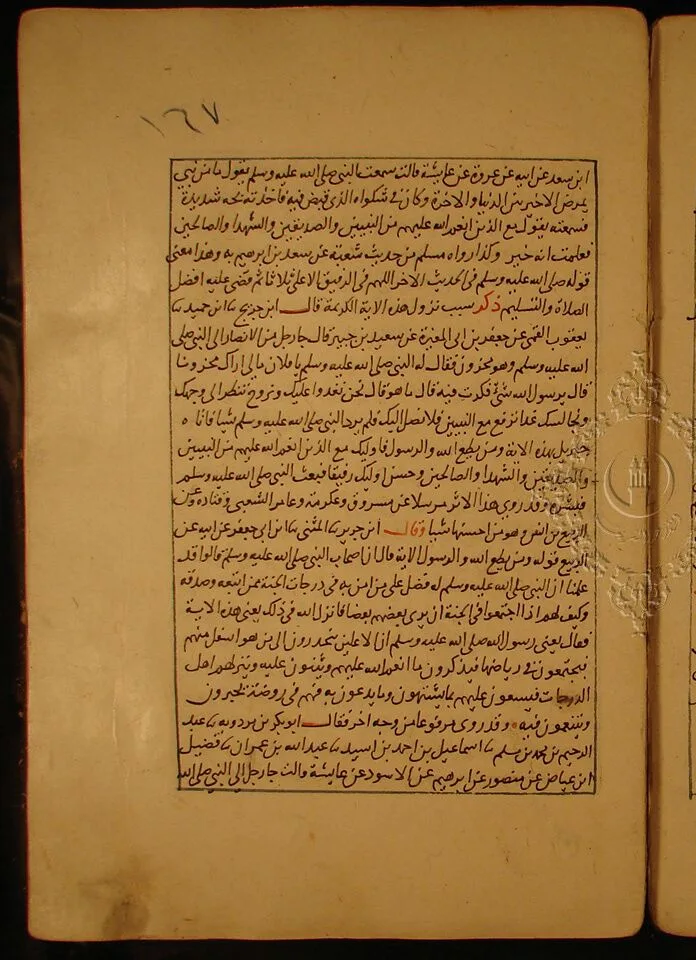 ١٦٧
ابن سعد عن ابيه عن عروة عن عايشة قالت سمعت النبي صلى الله عليه وسلم يقول ما من نبي
يمرض الا خير بين الدنيا والاخرة وكان في شكواه الذي قبض فيه فاخذته بحة شديدة
فسمعته يقول مع الذين انعم الله عليهم من النبيين والصديقين والشهدا والصالحين
فعلمت انه خير وكذا رواه مسلم من حديث شعبة عن سعد بن ابرهيم به وهذا معنى
قوله صلى الله عليه وسلم في الحديث الاخر اللهم في الرفيق الاعلى ثلاثا ثم قضى عليه افضل
الصلاة والتسليم ذكر سبب نزول هذه الاية الكريمة قال ابن جرير ثنا ابن حميد ثنا
يعقوب القمي عن جعفر بن ابي المغيرة عن سعيد بن جبير قال جا رجل من الانصار الى النبي صلى
الله عليه وسلم وهو محزون فقال له النبي صلى الله عليه وسلم يا فلان مالي اراك محزونا
قال يرسول الله شئ فكرت فيه قال ما هو قال نحن نغدوا عليك ونروح ننظر الى وجهك
ونجالسك غدا ترفع مع النبيين فلا نصل اليك فلم يرد النبي صلى الله عليه وسلم شيا فاتاه
جبريل بهذه الاية ومن يطع الله والرسول فاوليك مع الذين انعم الله عليهم من النبيين
والصديقين والشهدا والصالحين وحسن اوليك رفيقا فبعث النبي صلى الله عليه وسلم
فبشره وقد روى هذا الاثر مرسلا عن مسروق وعكرمة وعامر الشعبي وقتاده وعن
الربيع بن انس وهو من احسنها شيا وقال ابن جرير ثنا المثنى ثنا ابن ابي جعفر عن ابيه عن
الربيع قوله ومن يطع الله والرسول الاية قال ان اصحاب النبي صلى الله عليه وسلم قالوا قد
علمنا ان النبي صلى الله عليه وسلم له فضل على من امن به في درجات الجنة ممن اتبعه وصدقه
وكيف لهم اذا اجتمعوا في الجنة ان يرى بعضهم بعضا فانزل الله في ذلك يعني هذه الاية
فقال يعني رسول الله صلى الله عليه وسلم ان الاعلين ينحدرون الى من هو اسفل منهم
فيجتمعون في رياضها فيذكرون ما انعم الله عليهم ويثنون عليه وينزل لهم اهل
الدرجات فيسعون عليهم بما يشتهون وما يدعون به فهم في روضة يحبرون
ويتنعمون فيه وقد روى مرفوعا من وجه اخر فقال ابو بكر بن مردويه ثنا عبد
الرحيم بن محمد بن مسلم ثنا اسماعيل بن احمد بن اسيد ثنا عبد الله بن عمران ثنا فضيل
ابن عياض عن منصور عن ابرهيم عن الاسود عن عايشة قالت جا رجل الى النبي صلى الله